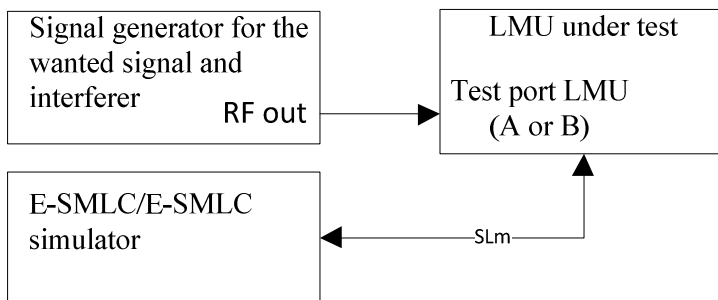 Signal generator for the
wanted signal and
interferer
RF out
LMU under test
Test port LMU
(A or B)
E-SMLC/E-SMLC
simulator
SLm